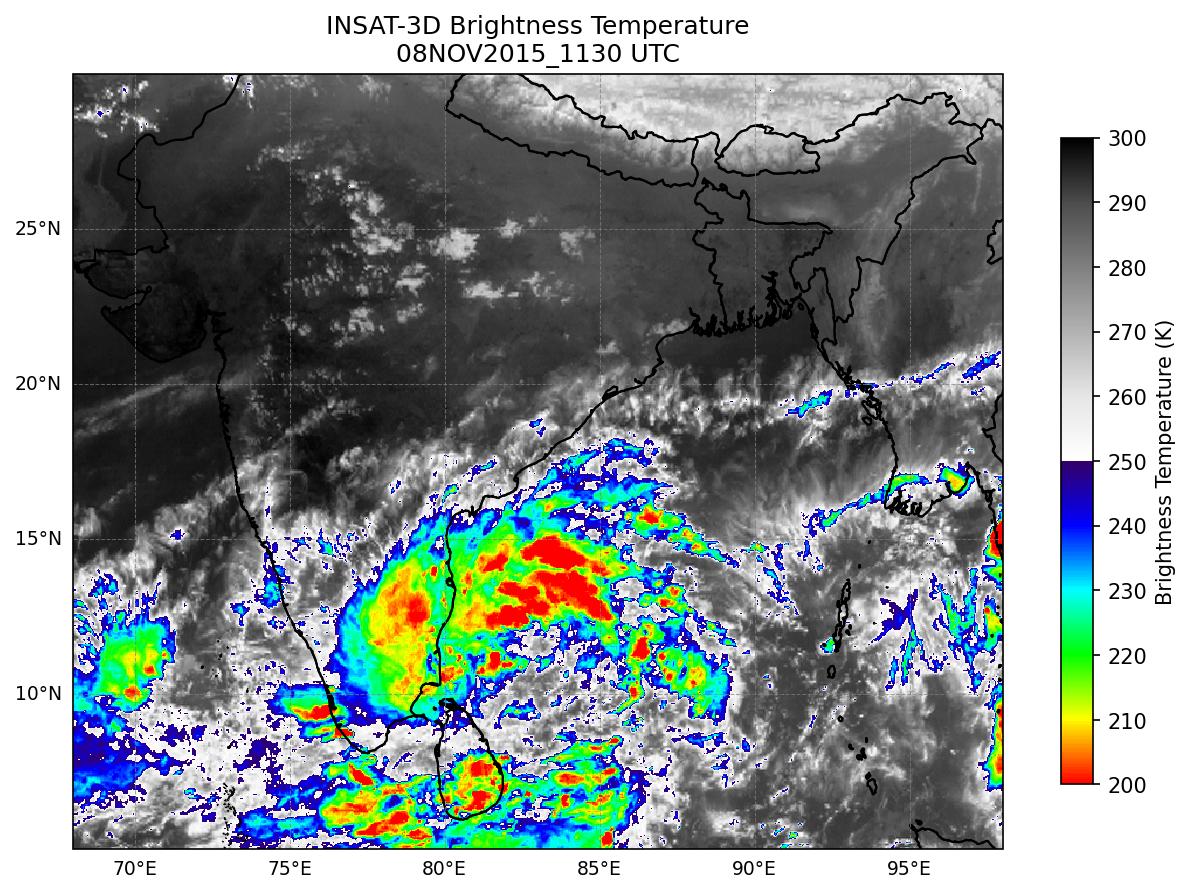 INSAT-3D Brightness Temperature
08NOV2015_1130 UTC
25°N
20°N
15°N
10°N
70°E
75°E
80°E
85°E
90°E
95°E
300
290
280
270
260
250
240
230
220
210
200
Brightness Temperature (K)